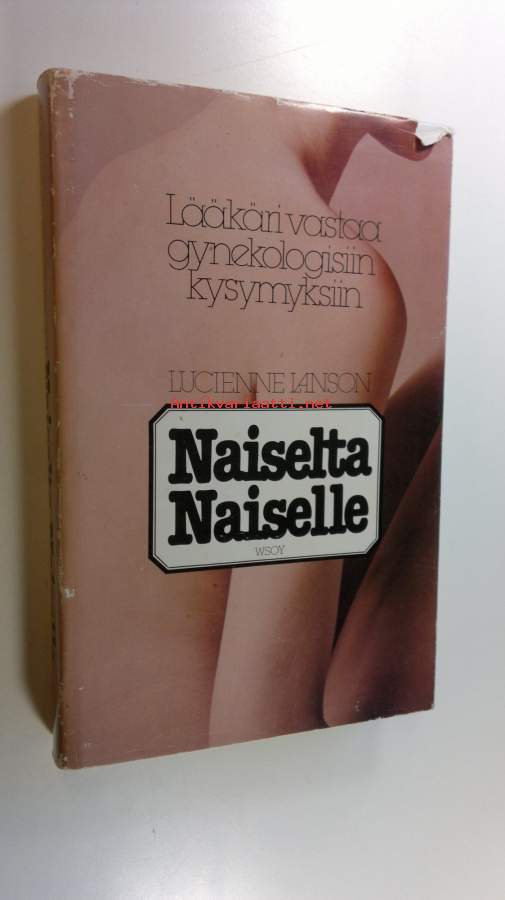 Lääkäri vastaa
gynekologisiin
kysymyksiin
LUCIENNE LANSON
Antikvariaatti.net
Naiselta
Naiselle
WSOY